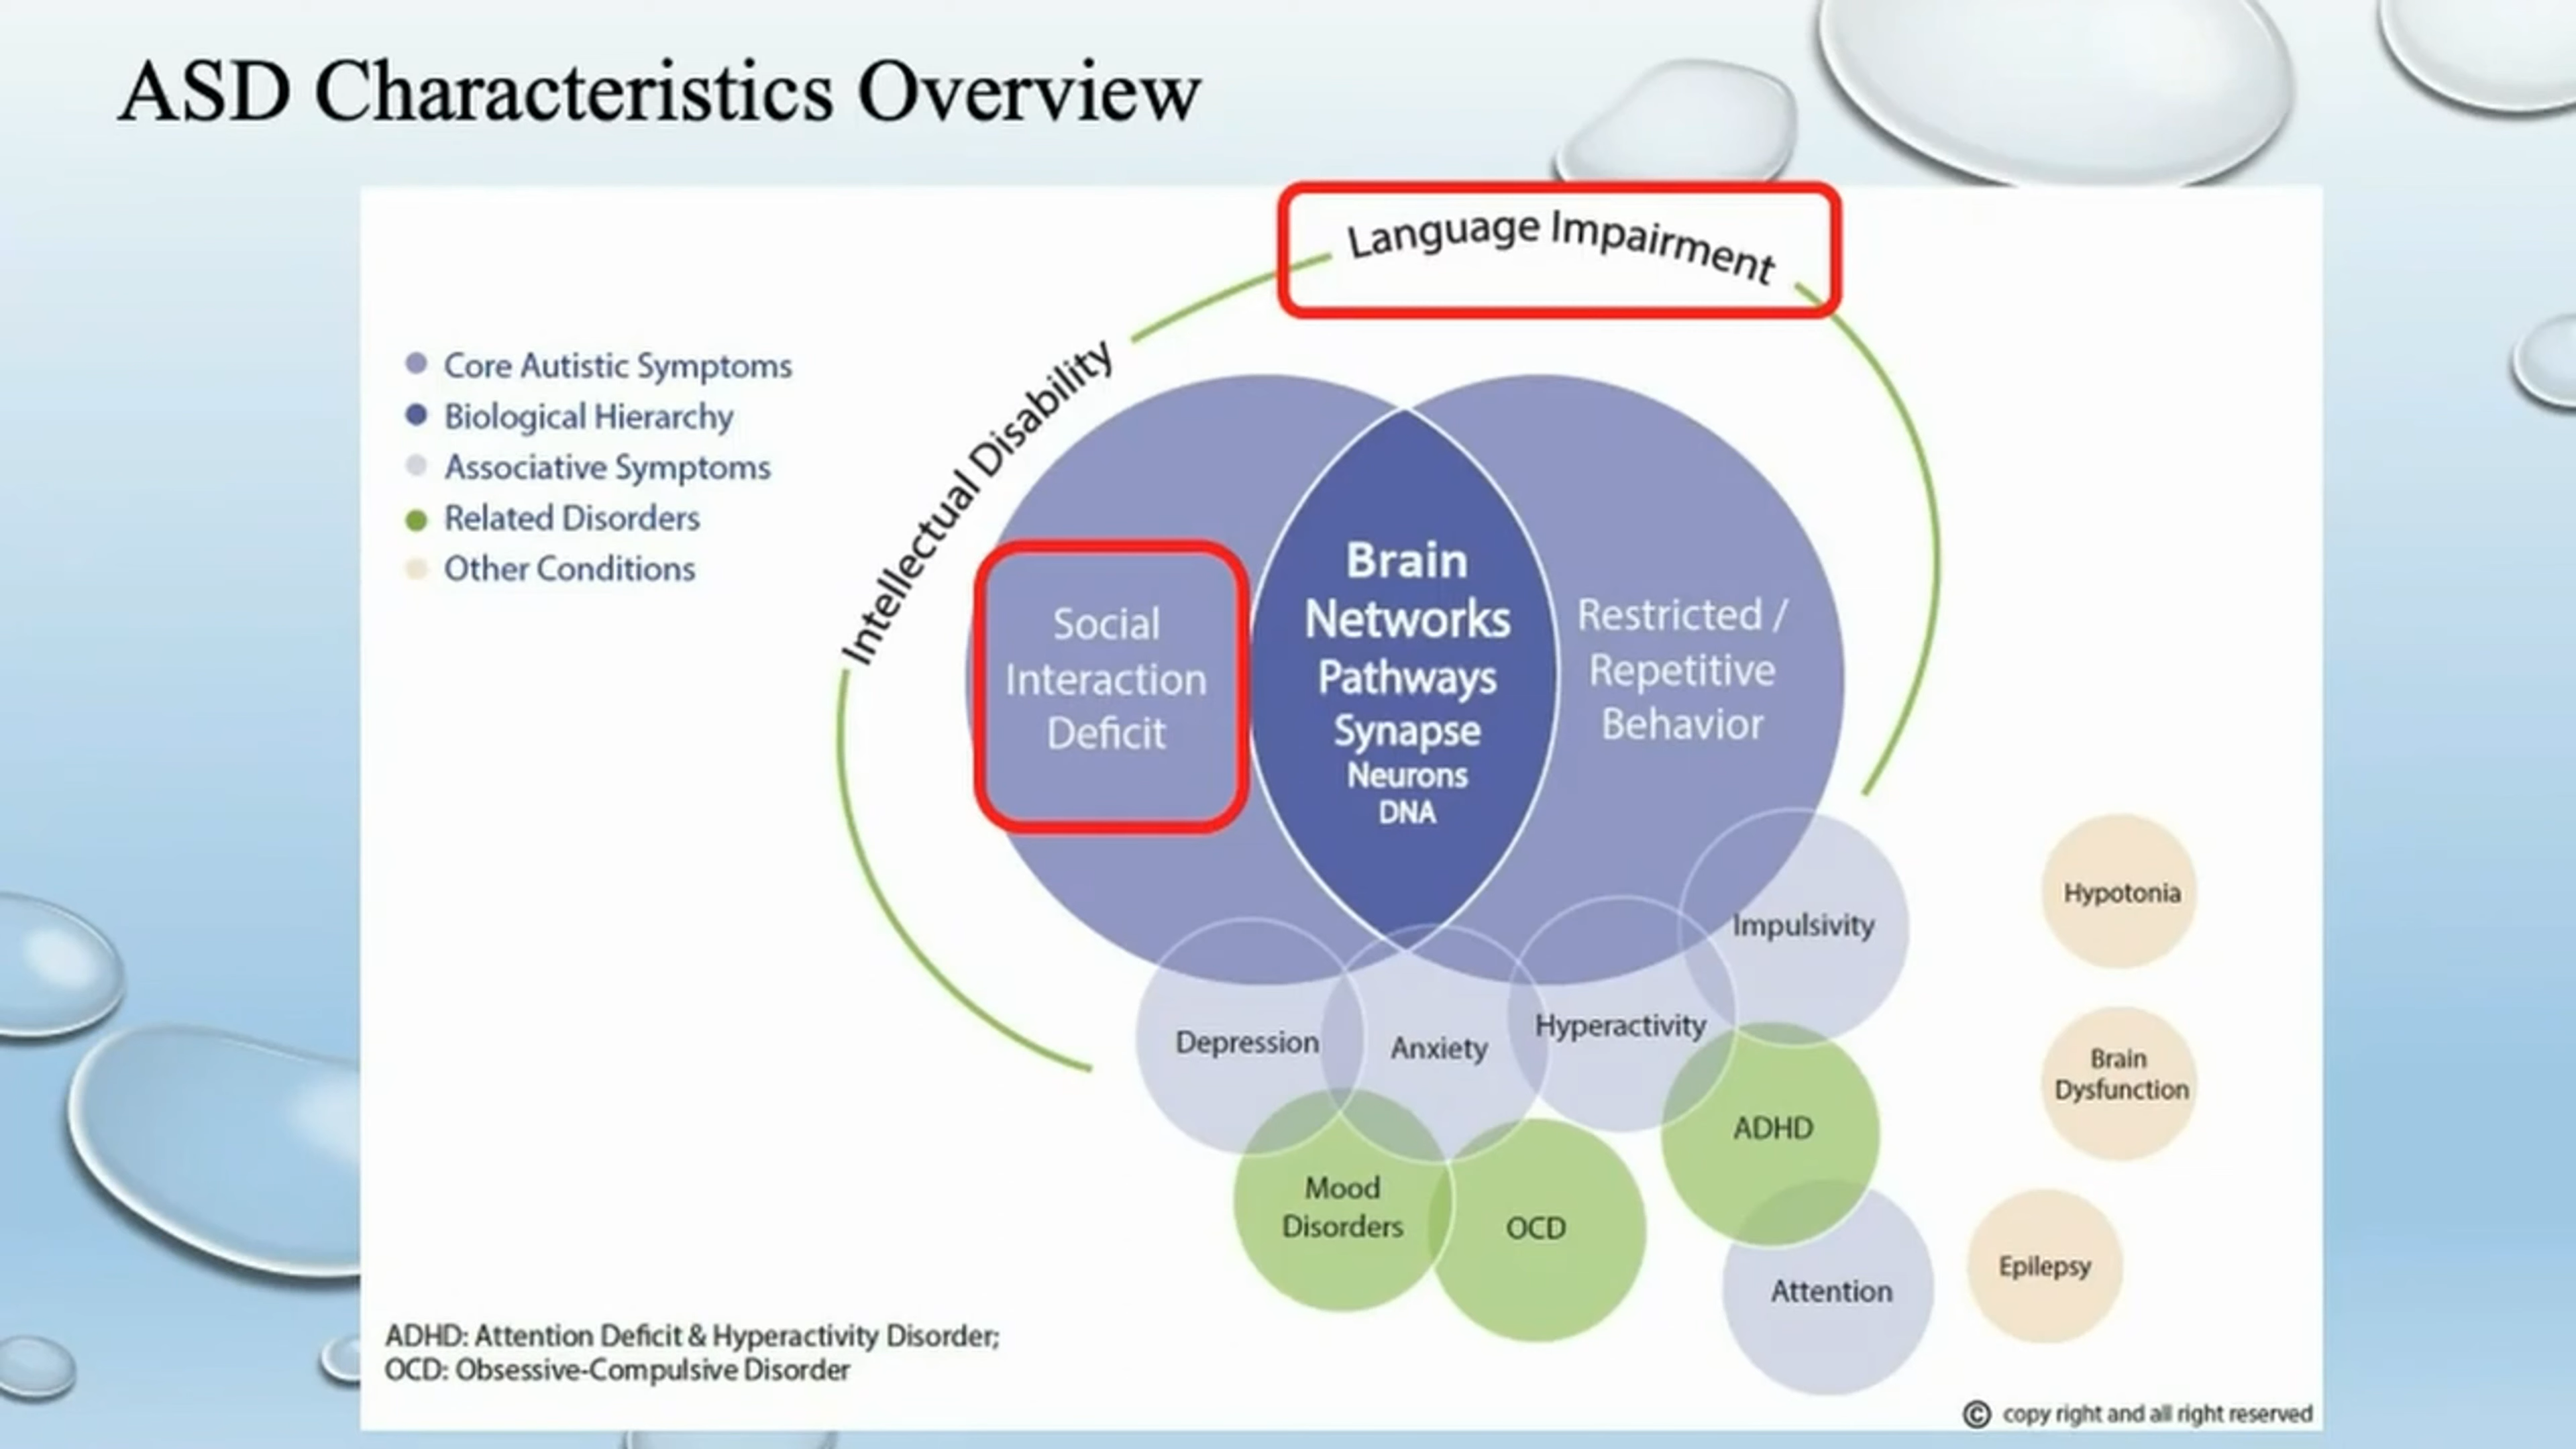 ASD Characteristics Overview
Language Impairment
Intellectual Disability
Core Autistic Symptoms
Biological Hierarchy
Associative Symptoms
Related Disorders
Other Conditions
Social
Interaction
Deficit
Brain
Networks
Pathways
Synapse
Neurons
DNA
Restricted /
Repetitive
Behavior
Impulsivity
Hypotonia
Depression
Anxiety
Hyperactivity
Brain
Dysfunction
ADHD
Mood
Disorders
OCD
Attention
Epilepsy
ADHD: Attention Deficit & Hyperactivity Disorder;
OCD: Obsessive-Compulsive Disorder
© copy right and all right reserved